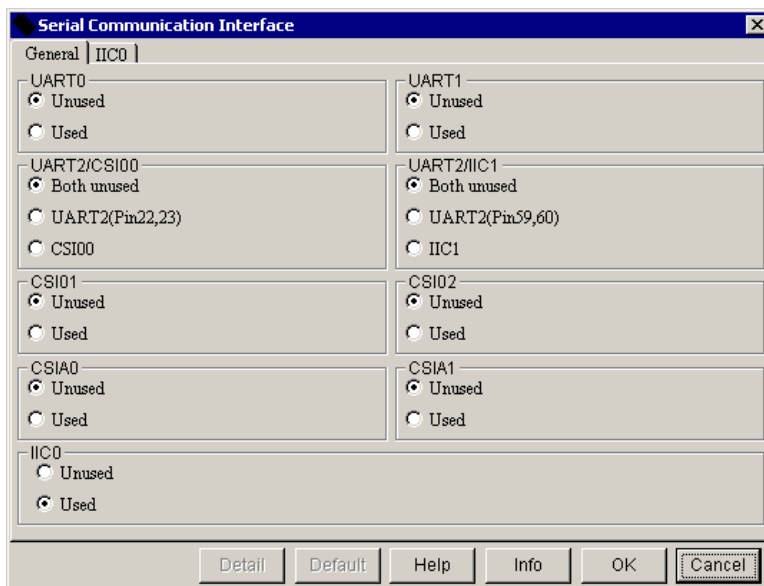 Serial Communication Interface
General IIC0
UART0 UART1
Unused Unused
Used Used
UART2/CSI00 UART2/IIC1
Both unused Both unused
UART2(Pin22,23) UART2(Pin59,60)
CSI00 IIC1
CSI01 CSI02
Unused Unused
Used Used
CSIA0 CSIA1
Unused Unused
Used Used
IIC0
Unused
Used
Detail Default Help Info OK Cancel